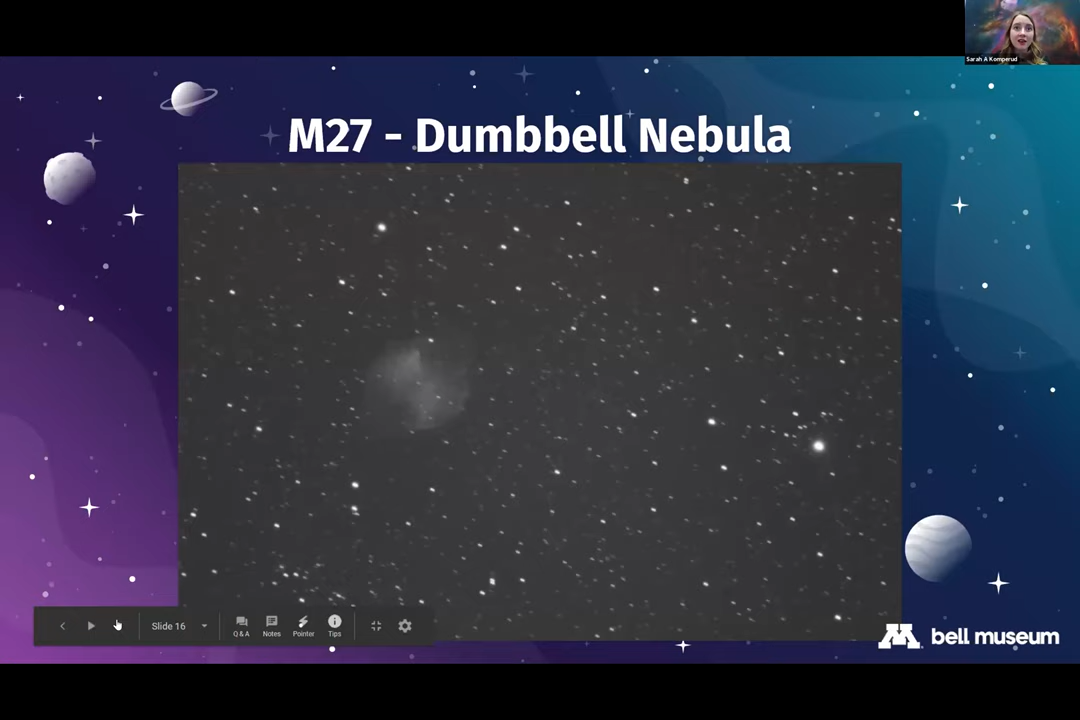 Sarah A Komperud
M27 - Dumbbell Nebula
Slide 16
Q & A
Notes
Pointer
Tips
M
bell museum